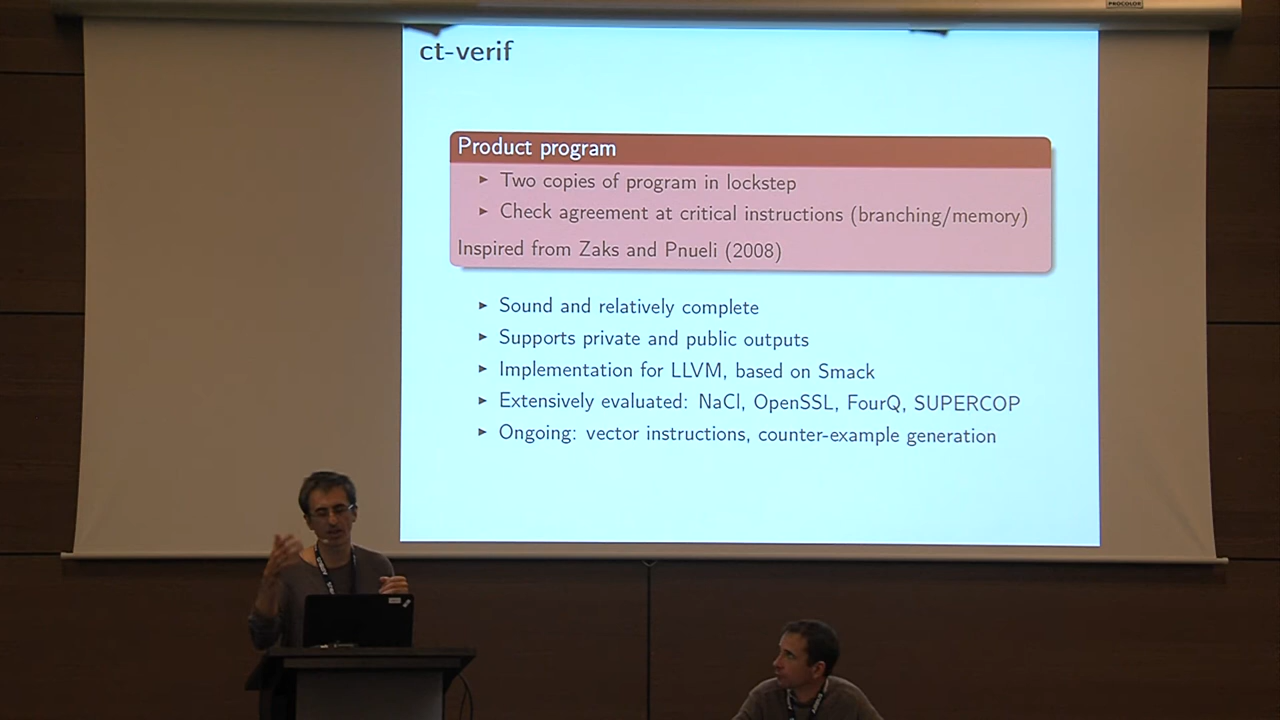 PROCOLOR
ct-verif
Product program
► Two copies of program in lockstep
► Check agreement at critical instructions (branching/memory)
Inspired from Zaks and Pnueli (2008)
► Sound and relatively complete
► Supports private and public outputs
► Implementation for LLVM, based on Smack
► Extensively evaluated: NaCl, OpenSSL, FourQ, SUPERCOP
► Ongoing: vector instructions, counter-example generation